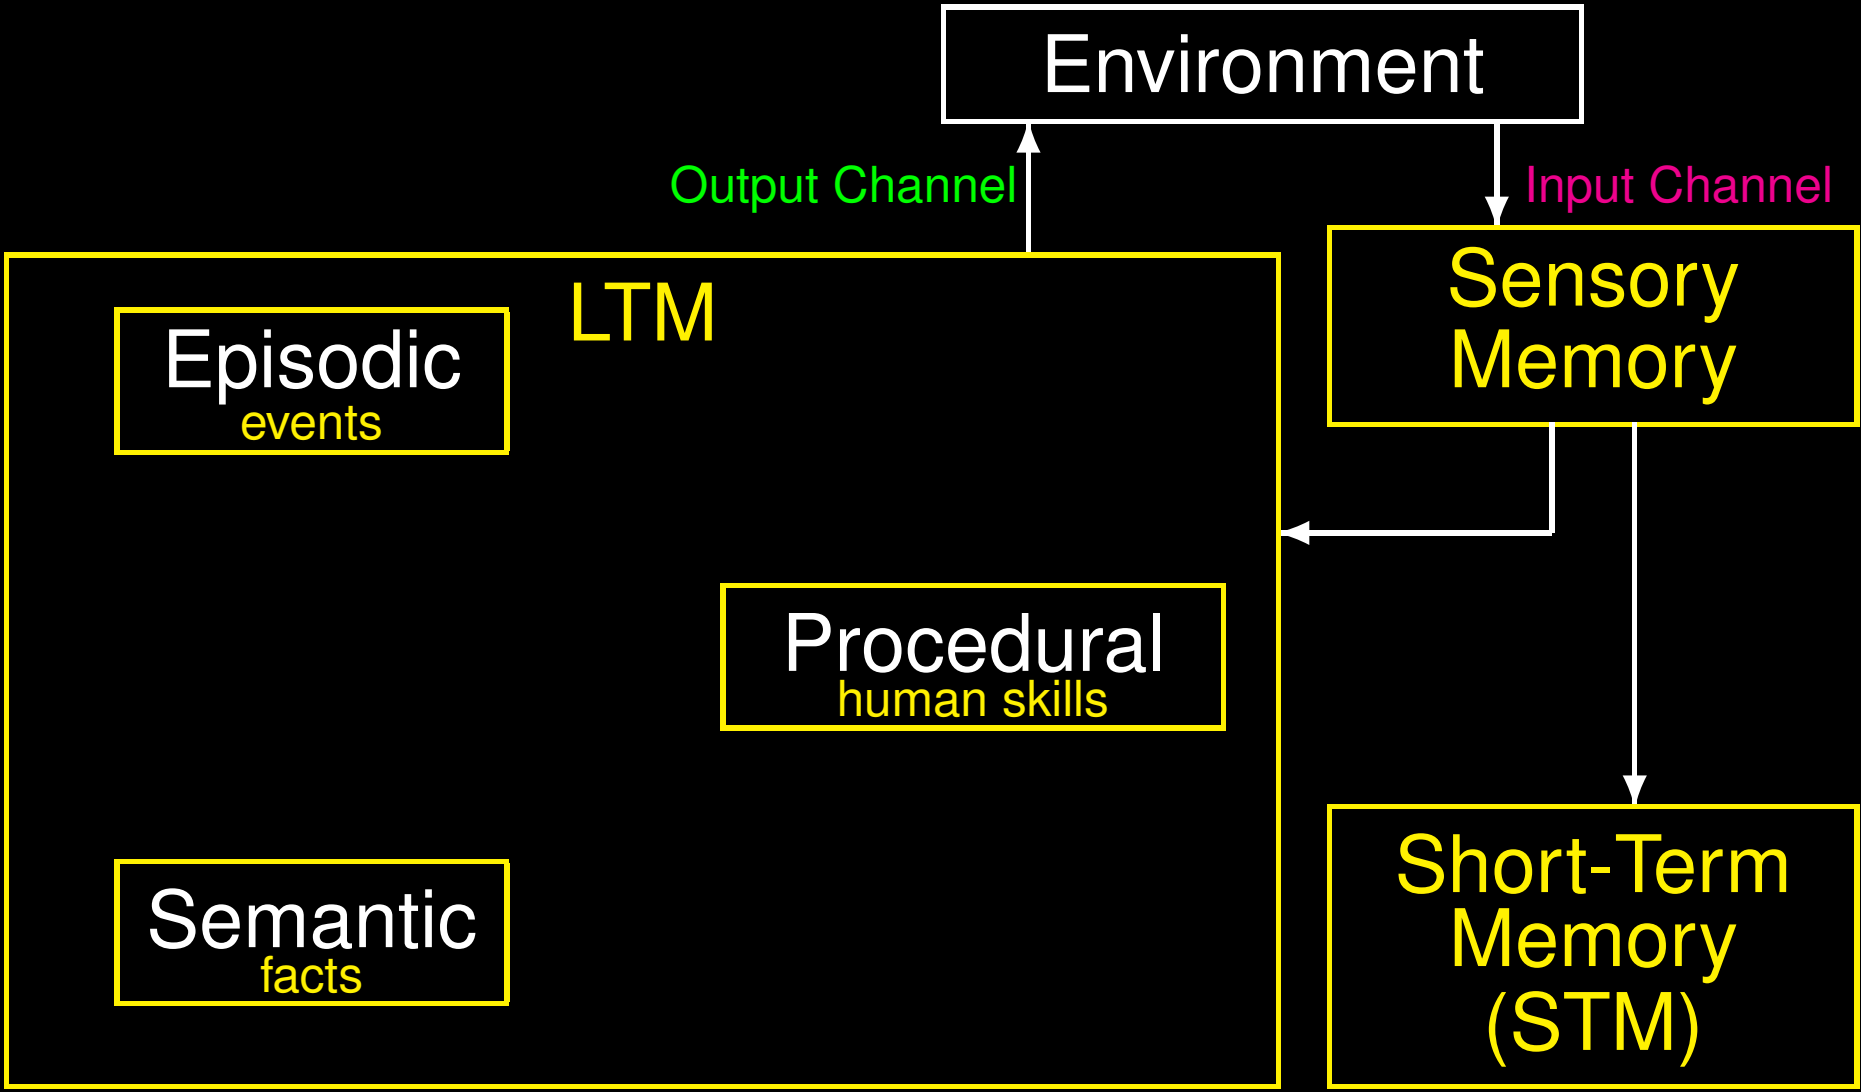 Environment
Output Channel
Input Channel
Sensory
Memory
LTM
Episodic
events
Procedural
human skills
Semantic
facts
Short-Term
Memory
(STM)